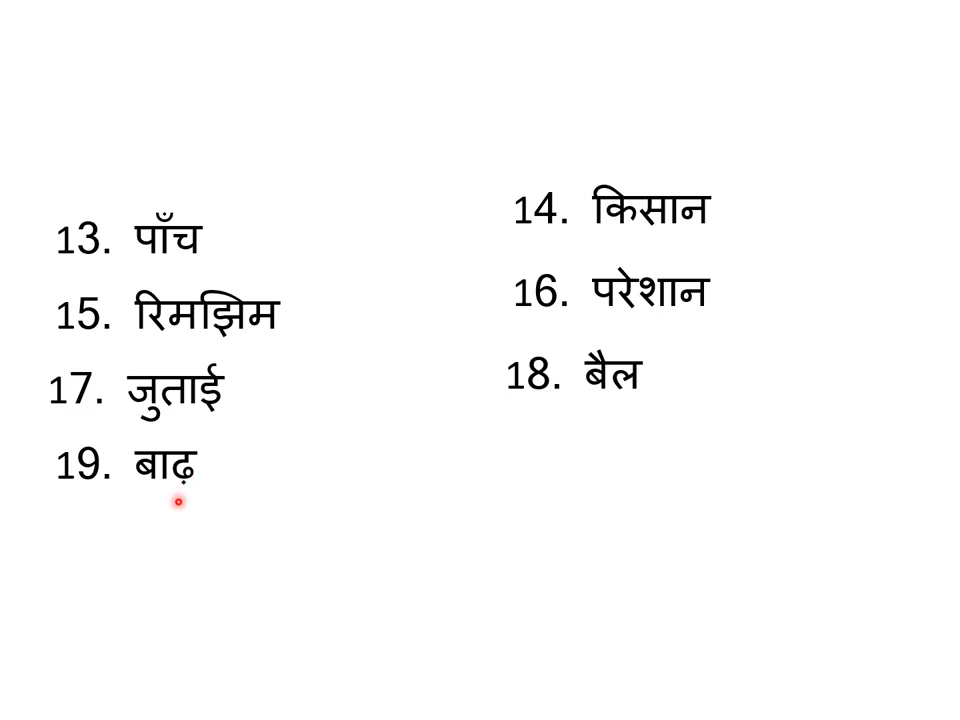 13. पाँच
14. किसान
15. रिमझिम
16. परेशान
17. जुताई
18. बैल
19. बाढ़